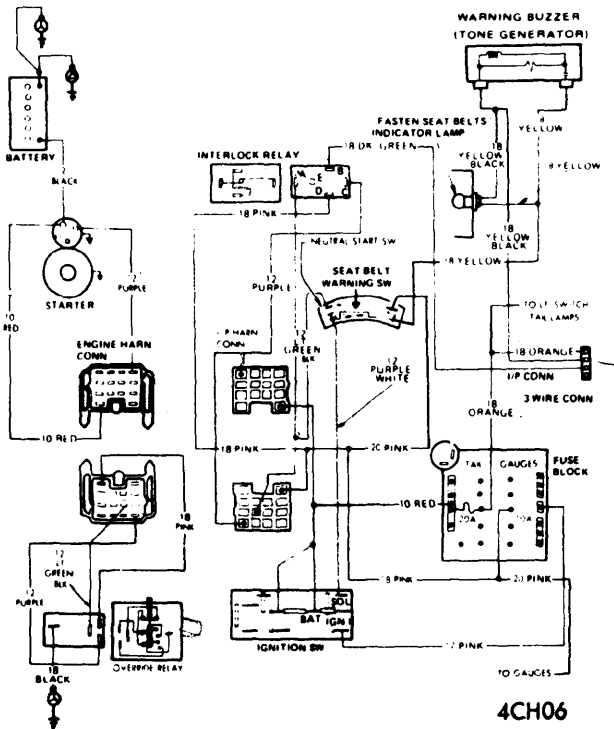 WARNING BUZZER
(TONE GENERATOR)
BATTERY
BLACK
INTERLOCK RELAY
A
B
E
D
18 DK GREEN
FASTEN SEAT BELTS
INDICATOR LAMP
18
YELLOW
BLACK
YELLOW
YELLOW
18 PINK
NEUTRAL START SW
SEAT BELT
WARNING SW
18 YELLOW
18
YELLOW
BLACK
STARTER
12
PURPLE
10
RED
12
PURPLE
TO LT SWITCH
TAIL LAMPS
ENGINE HARN
CONN
HARN
CONN
12
GREEN
BLK
12
PURPLE
WHITE
18 ORANGE
I/P CONN
3 WIRE CONN
18
ORANGE
10 RED
18 PINK
20 PINK
GAUGES
FUSE
BLOCK
10 RED
20A
18
PINK
12
LT
GREEN
BLK
12
PURPLE
18 PINK
20 PINK
SOL
BAT
IGN 1
IGNITION SW
PINK
18
BLACK
OVERRIDE RELAY
TO GAUGES
4CH06